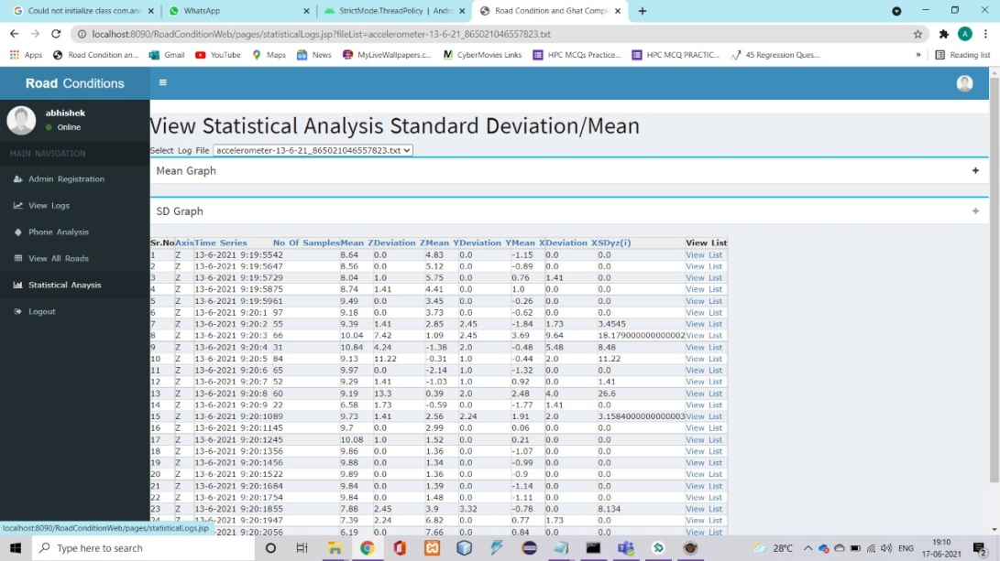 Could not initialize class com.an
WhatsApp
StrictMode.ThreadPolicy | Andr
Road Condition and Ghat Compl
localhost:8090/RoadConditionWeb/pages/statisticalLogs.jsp?fileList=accelerometer-13-6-21_865021046557823.txt
A
Apps Road Condition an... Gmail YouTube Maps News MyLiveWallpapers.c... CyberMovies Links HPC MCQs Practice... HPC MCQ PRACTIC... 45 Regression Ques... » Reading list
Road Conditions
abhishek
Online
MAIN NAVIGATION
Admin Registration
View Logs
Phone Analysis
View All Roads
Statistical Anaysis
Logout
View Statistical Analysis Standard Deviation/Mean
Select Log File accelerometer-13-6-21_865021046557823.txt
Mean Graph +
SD Graph +
Sr.No Axis Time Series No Of Samples Mean Z Deviation Z Mean Y Deviation Y Mean X Deviation X SDyz(i) View List
1 Z 13-6-2021 9:19:55 42 8.64 0.0 4.83 0.0 -1.15 0.0 0.0 View List
2 Z 13-6-2021 9:19:56 47 8.56 0.0 5.12 0.0 -0.89 0.0 0.0 View List
3 Z 13-6-2021 9:19:57 29 8.04 1.0 5.75 0.0 0.76 1.41 0.0 View List
4 Z 13-6-2021 9:19:58 75 8.74 1.41 4.41 0.0 1.0 0.0 0.0 View List
5 Z 13-6-2021 9:19:59 61 9.49 0.0 3.45 0.0 -0.26 0.0 0.0 View List
6 Z 13-6-2021 9:20:1 97 9.18 0.0 3.73 0.0 -0.62 0.0 0.0 View List
7 Z 13-6-2021 9:20:2 55 9.39 1.41 2.85 2.45 -1.84 1.73 3.4545 View List
8 Z 13-6-2021 9:20:3 66 10.04 7.42 1.09 2.45 3.69 9.64 18.179000000000002 View List
9 Z 13-6-2021 9:20:4 31 10.84 4.24 -1.38 2.0 -0.48 5.48 8.48 View List
10 Z 13-6-2021 9:20:5 84 9.13 11.22 -0.31 1.0 -0.44 2.0 11.22 View List
11 Z 13-6-2021 9:20:6 65 9.97 0.0 -2.14 1.0 -1.32 0.0 0.0 View List
12 Z 13-6-2021 9:20:7 52 9.29 1.41 -1.03 1.0 0.92 0.0 1.41 View List
13 Z 13-6-2021 9:20:8 60 9.19 13.3 0.39 2.0 2.48 4.0 26.6 View List
14 Z 13-6-2021 9:20:9 22 6.58 1.73 -0.59 0.0 -1.77 1.41 0.0 View List
15 Z 13-6-2021 9:20:10 89 9.73 1.41 2.56 2.24 1.91 2.0 3.1584000000000003 View List
16 Z 13-6-2021 9:20:11 45 9.7 0.0 2.99 0.0 0.06 0.0 0.0 View List
17 Z 13-6-2021 9:20:12 45 10.08 1.0 1.52 0.0 0.21 0.0 0.0 View List
18 Z 13-6-2021 9:20:13 56 9.86 0.0 1.36 0.0 -1.07 0.0 0.0 View List
19 Z 13-6-2021 9:20:14 56 9.88 0.0 1.34 0.0 -0.99 0.0 0.0 View List
20 Z 13-6-2021 9:20:15 22 9.89 0.0 1.36 0.0 -0.9 0.0 0.0 View List
21 Z 13-6-2021 9:20:16 84 9.84 0.0 1.39 0.0 -1.14 0.0 0.0 View List
22 Z 13-6-2021 9:20:17 54 9.84 0.0 1.48 0.0 -1.11 0.0 0.0 View List
23 Z 13-6-2021 9:20:18 55 7.88 2.45 3.9 3.32 -0.78 0.0 8.134 View List
24 Z 13-6-2021 9:20:19 47 7.39 2.24 6.82 0.0 0.77 1.73 0.0 View List
-2021 9:20:20 56 6.19 0.0 7.66 0.0 0.84 0.0 0.0 View List
localhost:8090/RoadConditionWeb/pages/statisticalLogs.jsp
Type here to search
28°C ENG 19:10
17-06-2021
2